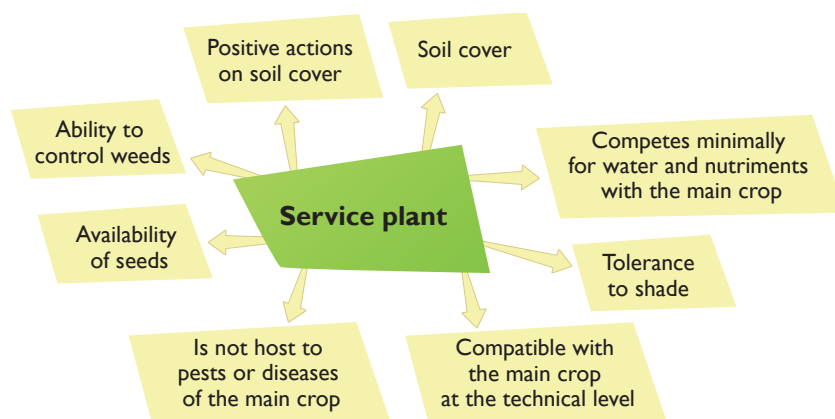 Positive actions
on soil cover
Soil cover
Ability to
control weeds
Competes minimally
for water and nutriments
with the main crop
Service plant
Availability
of seeds
Tolerance
to shade
Is not host to
pests or diseases
of the main crop
Compatible with
the main crop
at the technical level